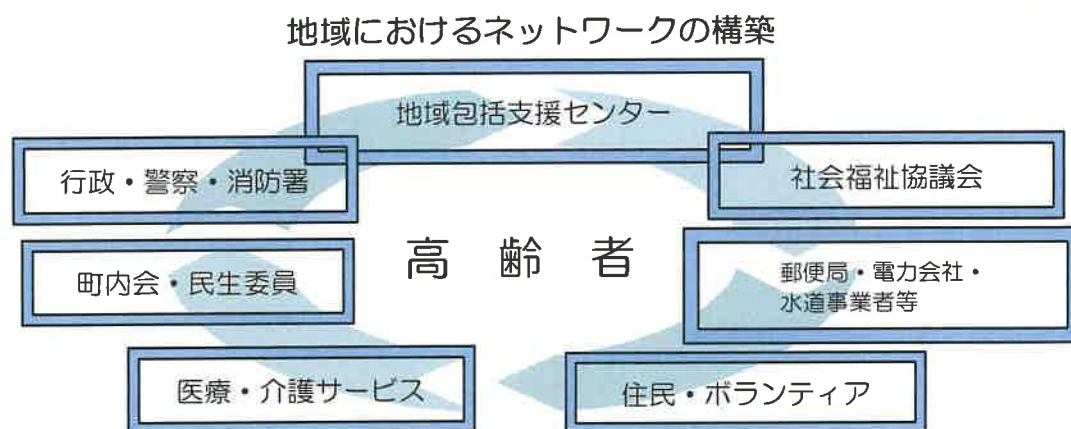 地域におけるネットワークの構築
地域包括支援センター
行政・警察・消防署
社会福祉協議会
高齢者
町内会・民生委員
郵便局・電力会社・
水道事業者等
医療・介護サービス
住民・ボランティア